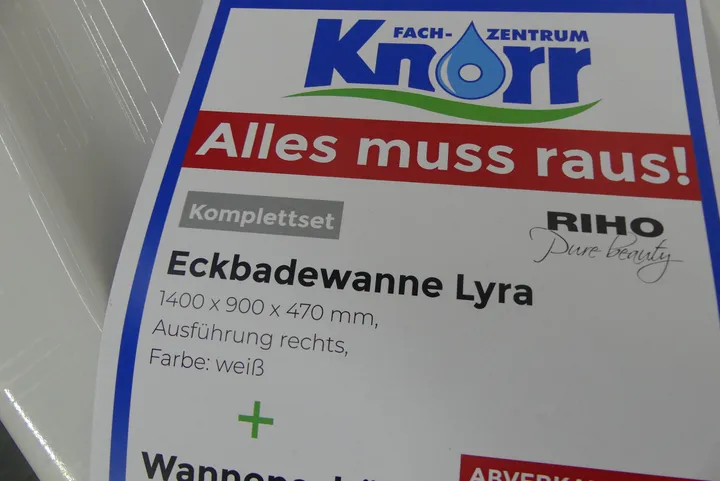 FACH-ZENTRUM
Knorr
Alles muss raus!
Komplettset
RIHO
Pure beauty
Eckbadewanne Lyra
1400 x 900 x 470 mm,
Ausführung rechts,
Farbe: weiß
+